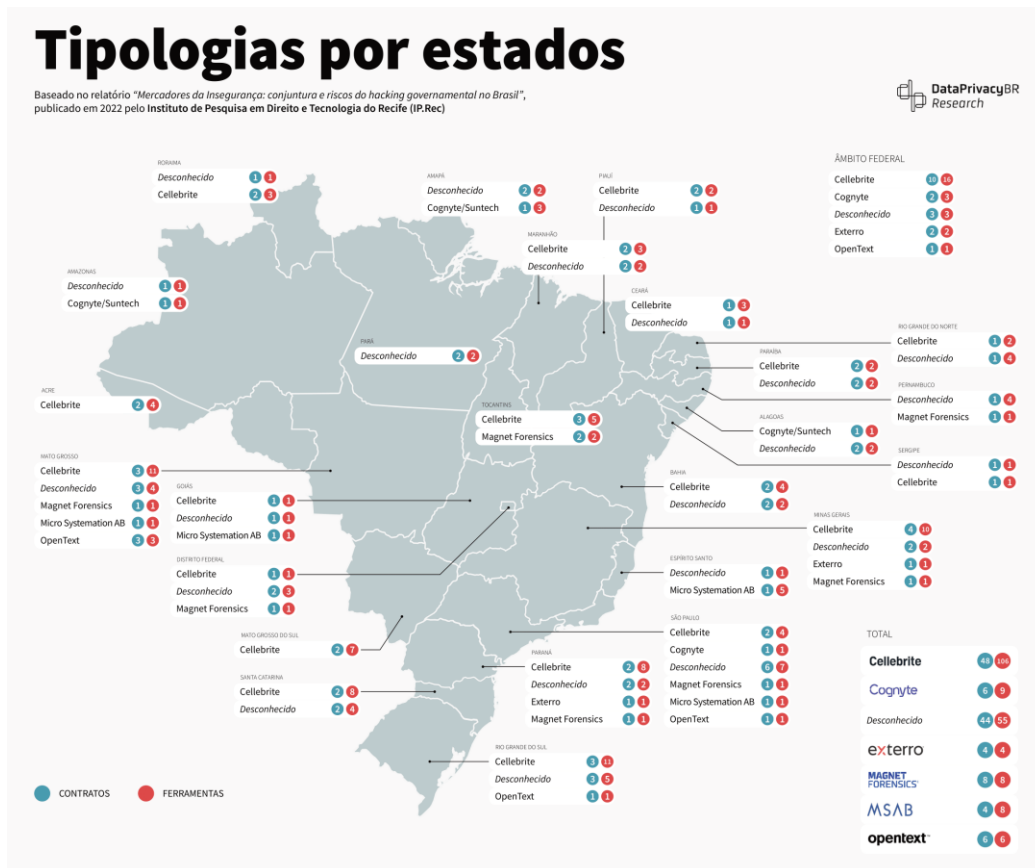 Tipologias por estados
Baseado no relatório “Mercadores da Insegurança: conjuntura e riscos do hacking governamental no Brasil”,
publicado em 2022 pelo Instituto de Pesquisa em Direito e Tecnologia do Recife (IP.Rec)
DataPrivacyBR
Research
RORAIMA
Desconhecido 1 1
Cellebrite 2 3
AMAPÁ
Desconhecido 2 2
Cognyte/Suntech 1 3
PIAUÍ
Cellebrite 2 2
Desconhecido 1 1
ÂMBITO FEDERAL
Cellebrite 10 16
Cognyte 2 3
Desconhecido 3 3
Exterro 2 2
OpenText 1 1
MARANHÃO
Cellebrite 2 3
Desconhecido 2 2
AMAZONAS
Desconhecido 1 1
Cognyte/Suntech 1 1
CEARÁ
Cellebrite 1 3
Desconhecido 1 1
RIO GRANDE DO NORTE
Cellebrite 1 2
Desconhecido 1 4
PARÁ
Desconhecido 2 2
PARAÍBA
Cellebrite 2 2
Desconhecido 2 2
PERNAMBUCO
Desconhecido 1 4
Magnet Forensics 1 1
ACRE
Cellebrite 2 4
TOCANTINS
Cellebrite 3 5
Magnet Forensics 2 2
ALAGOAS
Cognyte/Suntech 1 1
Desconhecido 2 2
SERGIPE
Desconhecido 1 1
Cellebrite 1 1
MATO GROSSO
Cellebrite 3 11
Desconhecido 3 4
Magnet Forensics 1 1
Micro Systemation AB 1 1
OpenText 3 3
GOIÁS
Cellebrite 1 1
Desconhecido 1 1
Micro Systemation AB 1 1
BAHIA
Cellebrite 2 4
Desconhecido 2 2
MINAS GERAIS
Cellebrite 4 10
Desconhecido 2 2
Exterro 1 1
Magnet Forensics 1 1
DISTRITO FEDERAL
Cellebrite 1 1
Desconhecido 2 3
Magnet Forensics 1 1
ESPÍRITO SANTO
Desconhecido 1 1
Micro Systemation AB 1 5
MATO GROSSO DO SUL
Cellebrite 2 7
SÃO PAULO
Cellebrite 2 4
Cognyte 1 1
Desconhecido 6 7
Magnet Forensics 1 1
Micro Systemation AB 1 1
OpenText 1 1
PARANÁ
Cellebrite 2 8
Desconhecido 2 2
Exterro 1 1
Magnet Forensics 1 1
SANTA CATARINA
Cellebrite 2 8
Desconhecido 2 4
RIO GRANDE DO SUL
Cellebrite 3 11
Desconhecido 3 5
OpenText 1 1
TOTAL
Cellebrite 48 106
Cognyte 6 9
Desconhecido 44 55
exterro 4 4
MAGNET
FORENSICS 8 8
MSAB 4 8
opentext 6 6
CONTRATOS
FERRAMENTAS